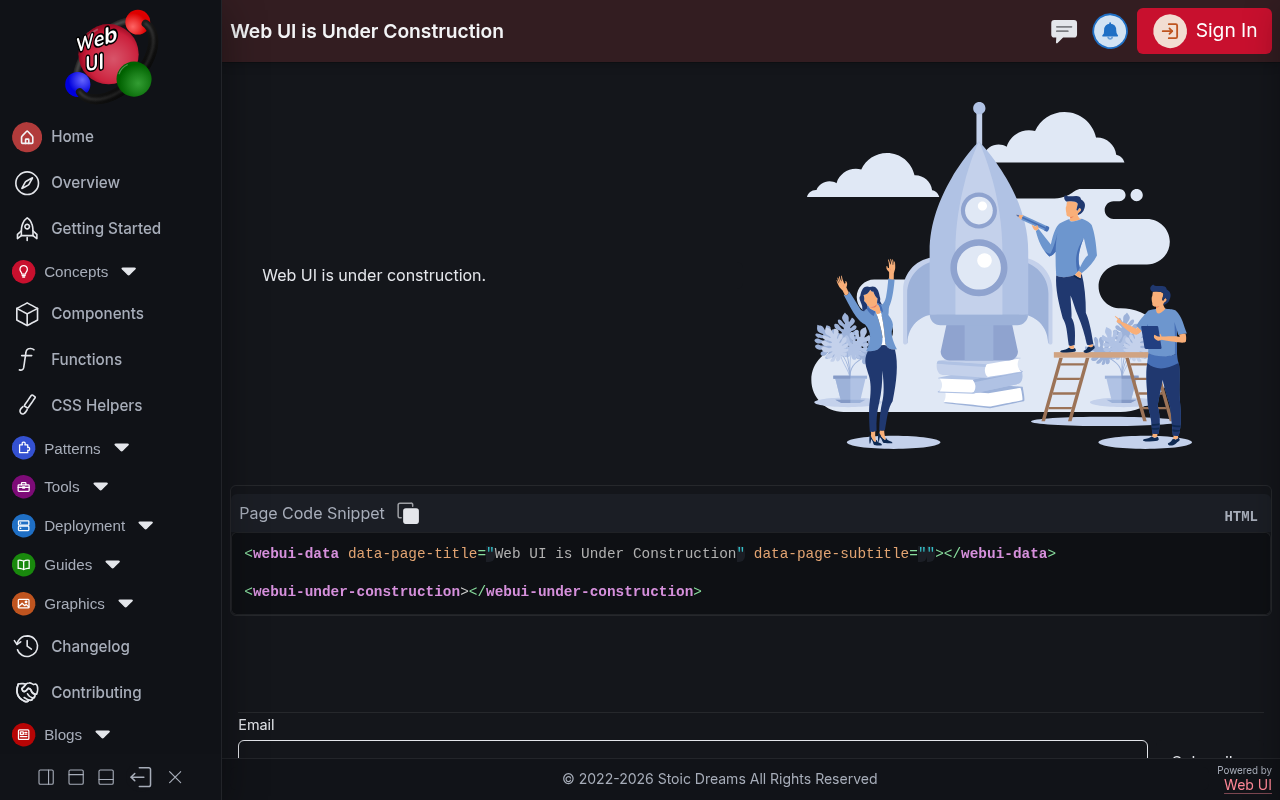 Web
UI
Home
Overview
Getting Started
Concepts
Components
Functions
CSS Helpers
Patterns
Tools
Deployment
Guides
Graphics
Changelog
Contributing
Blogs
Web UI is Under Construction
Sign In
Web UI is under construction.
Page Code Snippet
HTML
<webui-data data-page-title="Web UI is Under Construction" data-page-subtitle=""></webui-data>
<webui-under-construction></webui-under-construction>
Email
© 2022-2026 Stoic Dreams All Rights Reserved
Powered by
Web UI